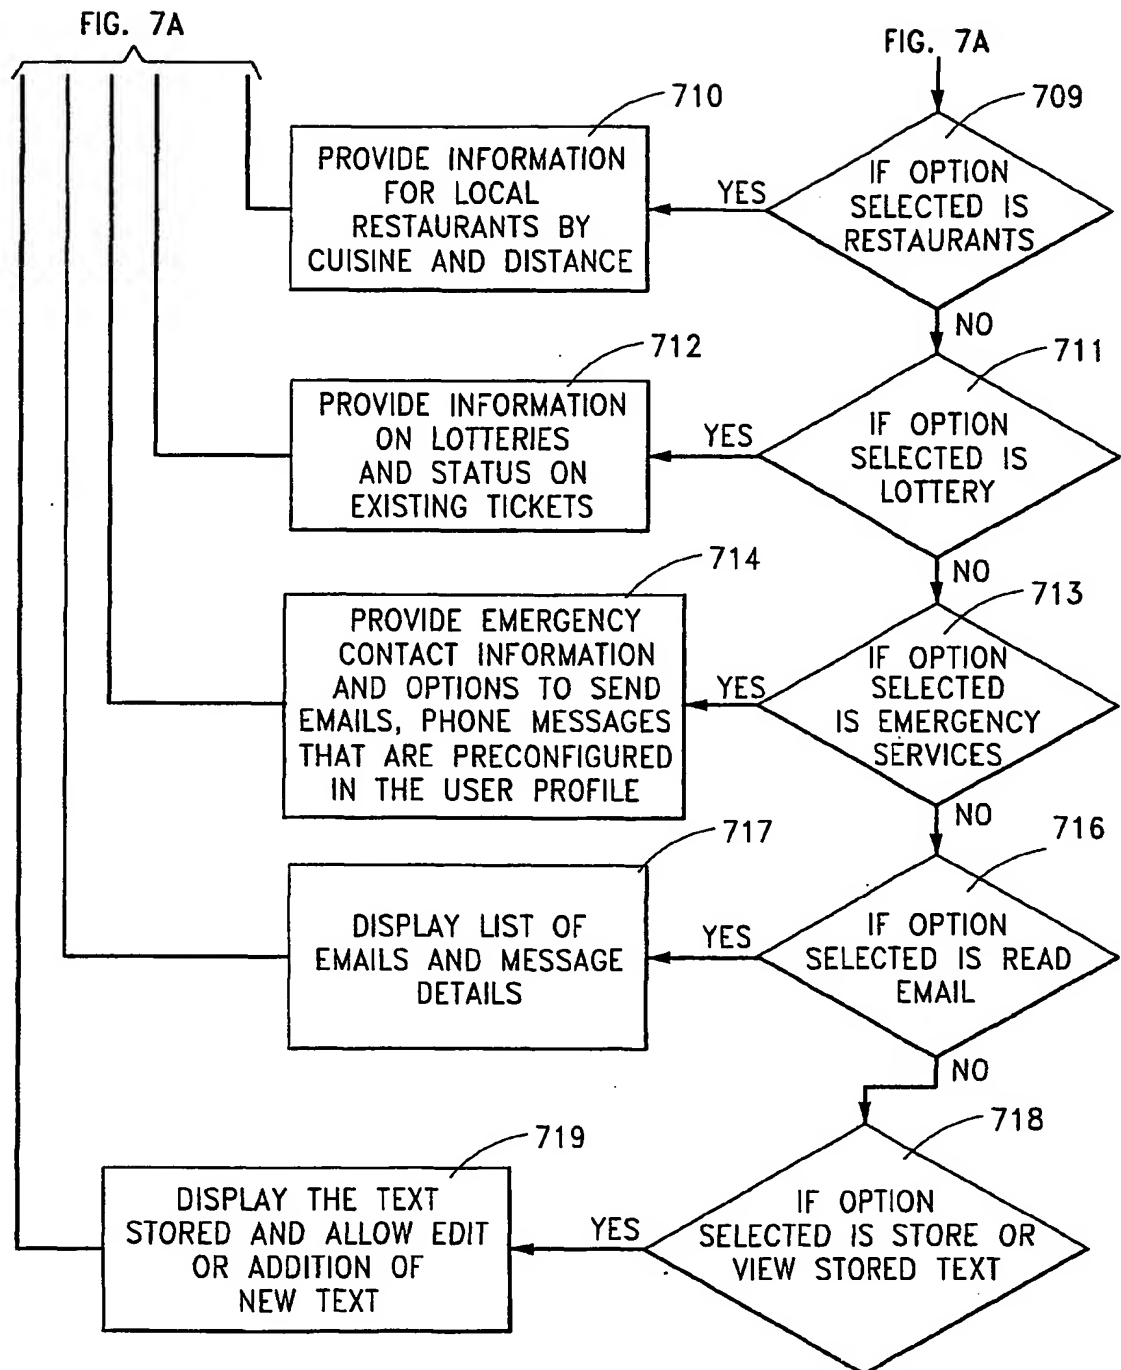 FIG. 7A
FIG. 7A
710
709
PROVIDE INFORMATION
FOR LOCAL
RESTAURANTS BY
CUISINE AND DISTANCE
YES
IF OPTION
SELECTED IS
RESTAURANTS
NO
712
711
PROVIDE INFORMATION
ON LOTTERIES
AND STATUS ON
EXISTING TICKETS
YES
IF OPTION
SELECTED IS
LOTTERY
NO
714
713
PROVIDE EMERGENCY
CONTACT INFORMATION
AND OPTIONS TO SEND
EMAILS, PHONE MESSAGES
THAT ARE PRECONFIGURED
IN THE USER PROFILE
YES
IF OPTION
SELECTED
IS EMERGENCY
SERVICES
NO
717
716
DISPLAY LIST OF
EMAILS AND MESSAGE
DETAILS
YES
IF OPTION
SELECTED IS READ
EMAIL
NO
719
718
DISPLAY THE TEXT
STORED AND ALLOW EDIT
OR ADDITION OF
NEW TEXT
YES
IF OPTION
SELECTED IS STORE OR
VIEW STORED TEXT